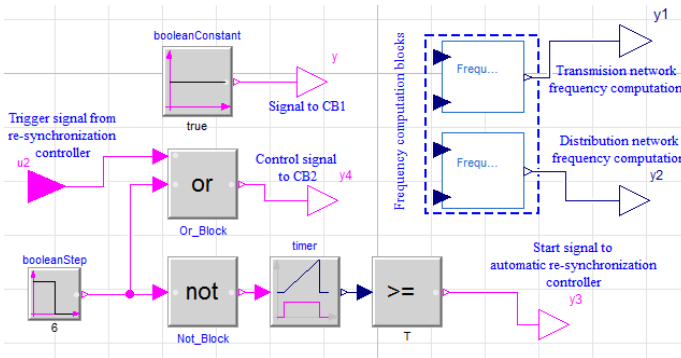 booleanConstant
true
y
Signal to CB1
Trigger signal from
re-synchronization
controller
u2
or
Or_Block
Control signal
to CB2
y4
booleanStep
6
not
Not_Block
timer
>=
T
Start signal to
automatic re-synchronization
controller
y3
Frequency computation blocks
Frequ...
Frequ...
y1
Transmision network
frequency computation
Distribution network
frequency computation
y2